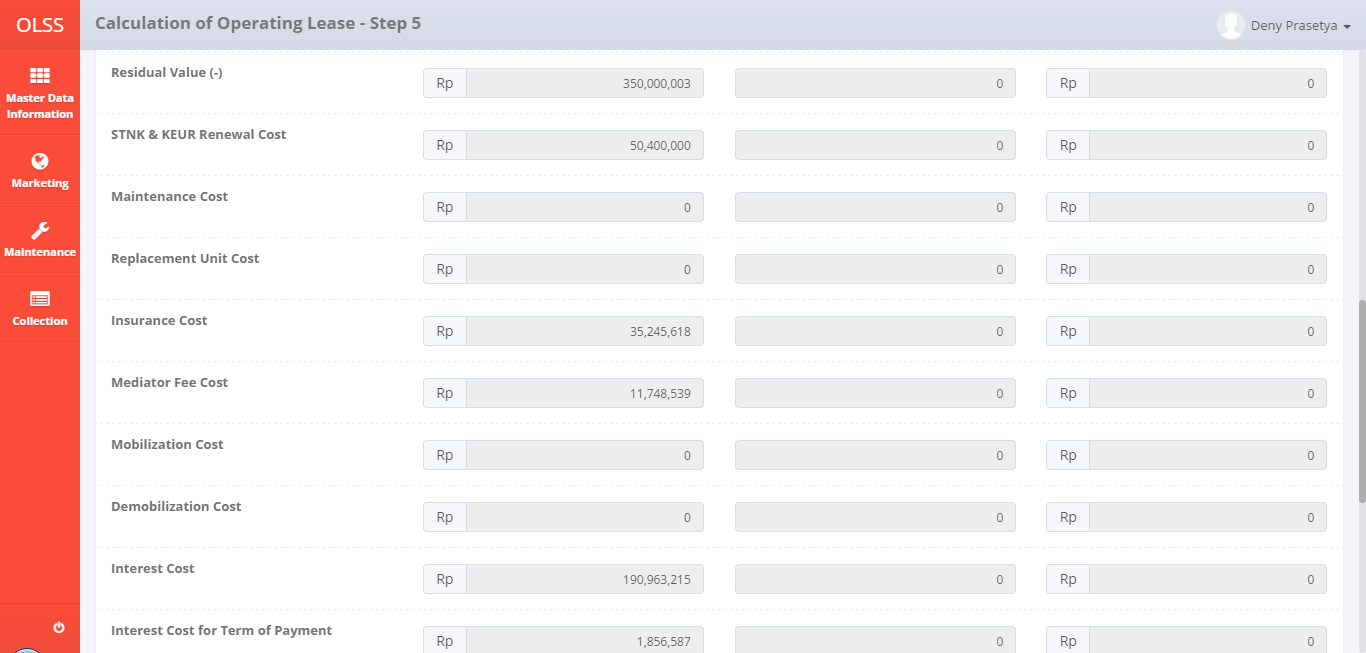 OLSS
Calculation of Operating Lease - Step 5
Deny Prasetya
Master Data
Information
Marketing
Maintenance
Collection
Residual Value (-)
Rp 350,000,003 0 Rp 0
STNK & KEUR Renewal Cost
Rp 50,400,000 0 Rp 0
Maintenance Cost
Rp 0 0 Rp 0
Replacement Unit Cost
Rp 0 0 Rp 0
Insurance Cost
Rp 35,245,618 0 Rp 0
Mediator Fee Cost
Rp 11,748,539 0 Rp 0
Mobilization Cost
Rp 0 0 Rp 0
Demobilization Cost
Rp 0 0 Rp 0
Interest Cost
Rp 190,963,215 0 Rp 0
Interest Cost for Term of Payment
Rp 1,856,587 0 Rp 0